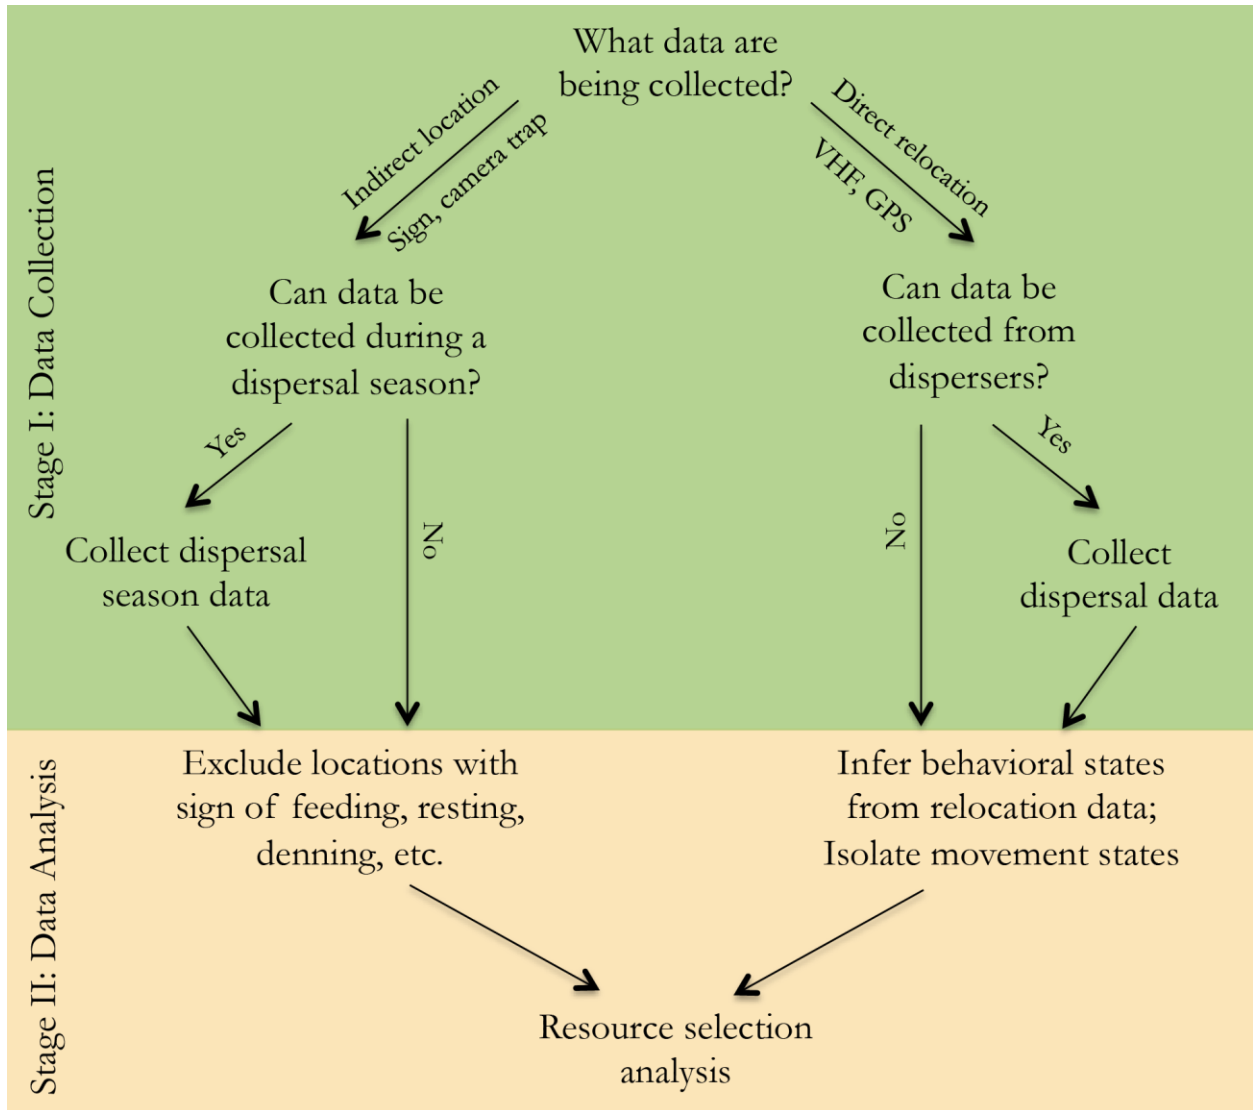 What data are
being collected?
Indirect location
Sign, camera trap
Direct relocation
VHF, GPS
Stage I: Data Collection
Can data be
collected during a
dispersal season?
Can data be
collected from
dispersers?
Yes
No
No
Yes
Collect dispersal
season data
Collect
dispersal data
Stage II: Data Analysis
Exclude locations with
sign of feeding, resting,
denning, etc.
Infer behavioral states
from relocation data;
Isolate movement states
Resource selection
analysis